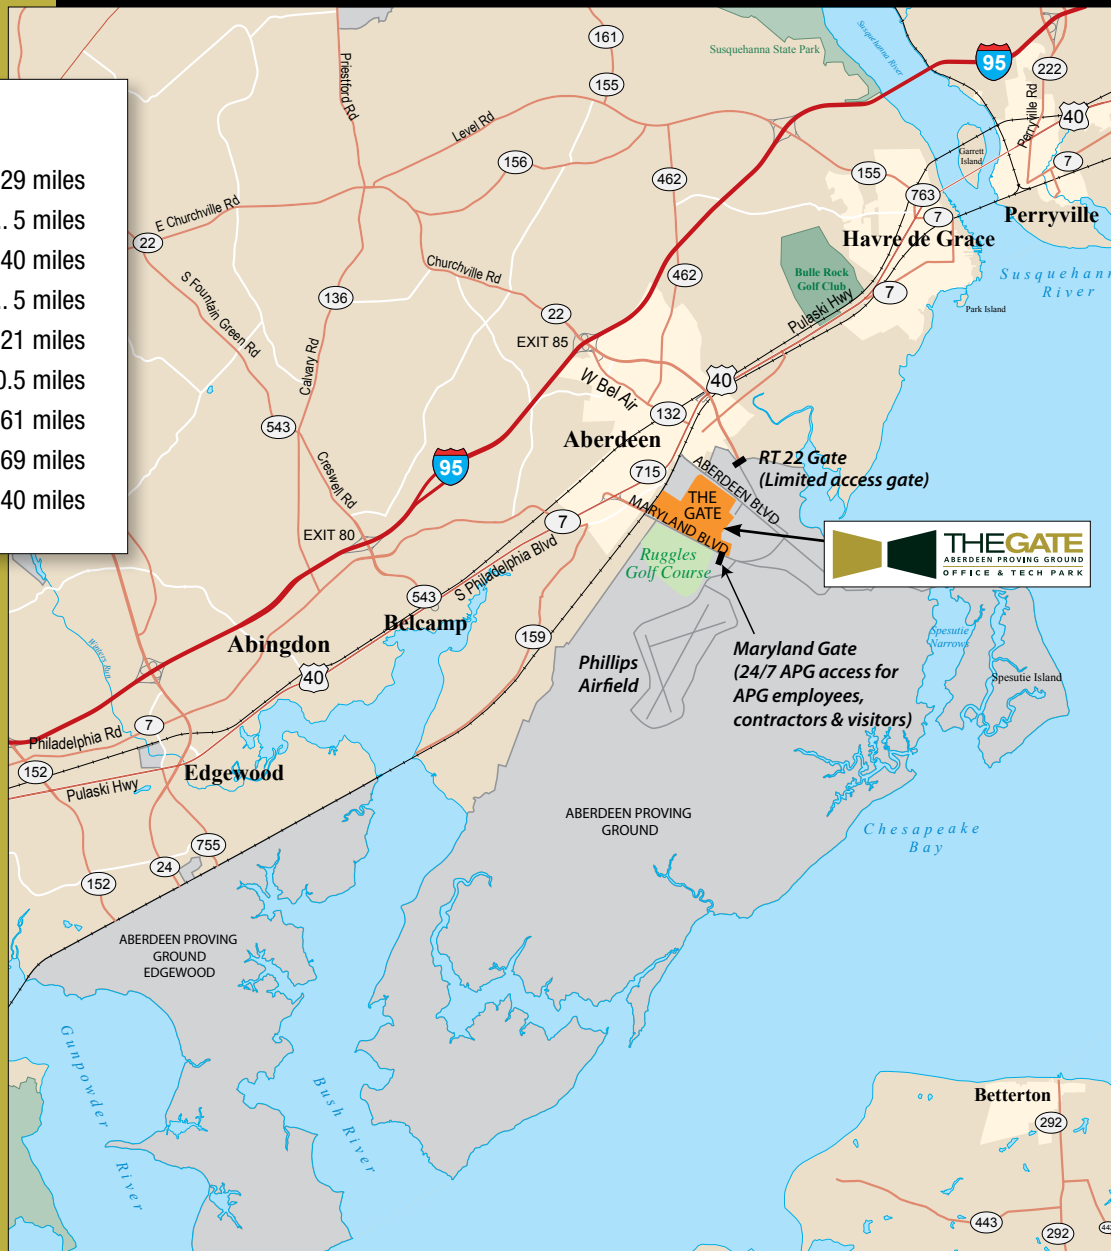 29 miles
.. 5 miles
40 miles
.. 5 miles
21 miles
0.5 miles
61 miles
69 miles
40 miles
161
155
Priestford Rd
Level Rd
156
462
Susquehanna State Park
Susquehanna River
95
222
Perryville Rd
40
7
Garrett
Island
155
763
7
Perryville
Havre de Grace
E Churchville Rd
22
S Fountain Green Rd
136
Churchville Rd
22
462
Bulle Rock
Golf Club
Pulaski Hwy
7
Susquehann
River
Park Island
EXIT 85
Calvary Rd
W Bel Air
40
132
543
Aberdeen
Creswell Rd
95
715
ABERDEEN BLVD
RT 22 Gate
(Limited access gate)
THE
GATE
MARYLAND BLVD
EXIT 80
7
S Philadelphia Blvd
Ruggles
Golf Course
THEGATE
ABERDEEN PROVING GROUND
OFFICE & TECH PARK
543
Belcamp
Abingdon
159
Winters Run
40
Phillips
Airfield
Maryland Gate
(24/7 APG access for
APG employees,
contractors & visitors)
Spesutie
Narrows
Spesutie Island
7
Philadelphia Rd
152
Pulaski Hwy
Edgewood
ABERDEEN PROVING
GROUND
Chesapeake
Bay
755
24
152
ABERDEEN PROVING
GROUND
EDGEWOOD
Gunpowder River
Bush River
Betterton
292
443
292